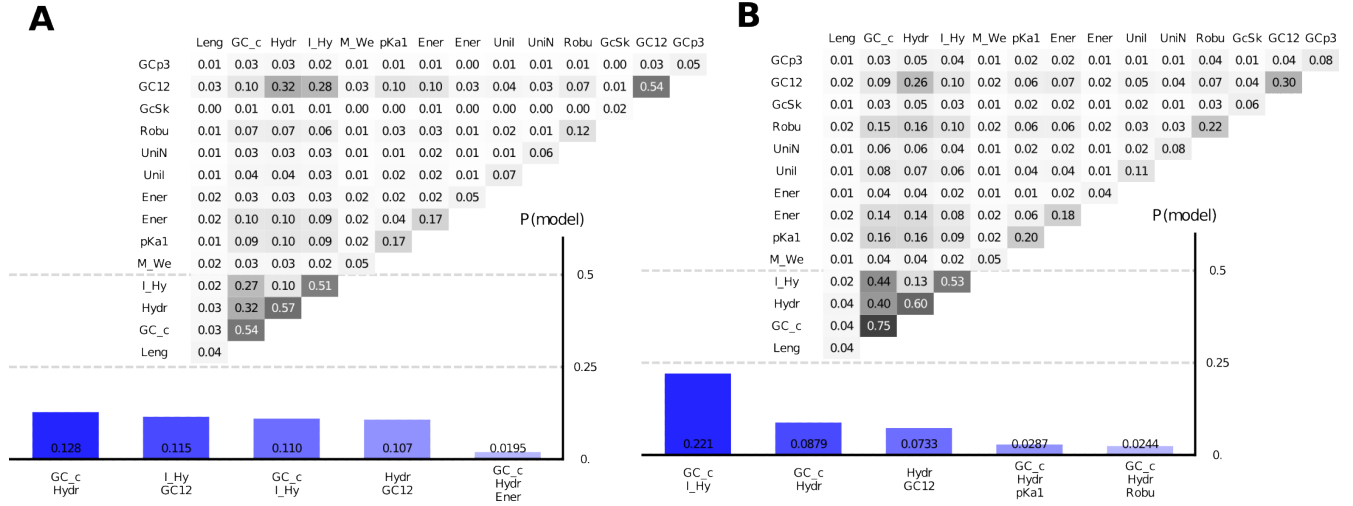 A
Leng GC_c Hydr I_Hy M_We pKa1 Ener Ener UniI UniN Robu GcSk GC12 GCp3
GCp3 0.01 0.03 0.03 0.02 0.01 0.01 0.01 0.00 0.01 0.01 0.01 0.00 0.03 0.05
GC12 0.03 0.10 0.32 0.28 0.03 0.10 0.10 0.03 0.04 0.03 0.07 0.01 0.54
GcSk 0.00 0.01 0.01 0.01 0.00 0.00 0.01 0.00 0.00 0.00 0.00 0.02
Robu 0.01 0.07 0.07 0.06 0.01 0.03 0.03 0.01 0.02 0.01 0.12
UniN 0.01 0.03 0.03 0.03 0.01 0.01 0.02 0.01 0.01 0.06
UniI 0.01 0.04 0.04 0.03 0.01 0.02 0.02 0.01 0.07
Ener 0.02 0.03 0.03 0.03 0.02 0.02 0.02 0.05
Ener 0.02 0.10 0.10 0.09 0.02 0.04 0.17
pKa1 0.01 0.09 0.10 0.09 0.02 0.17
M_We 0.02 0.03 0.03 0.02 0.05
I_Hy 0.02 0.27 0.10 0.51
Hydr 0.03 0.32 0.57
GC_c 0.03 0.54
Leng 0.04
P(model)
0.5
0.25
0.
0.128 0.115 0.110 0.107 0.0195
GC_c I_Hy GC_c Hydr GC_c
Hydr GC12 I_Hy GC12 Hydr
Ener
B
Leng GC_c Hydr I_Hy M_We pKa1 Ener Ener UniI UniN Robu GcSk GC12 GCp3
GCp3 0.01 0.03 0.05 0.04 0.01 0.02 0.02 0.01 0.01 0.01 0.04 0.01 0.04 0.08
GC12 0.02 0.09 0.26 0.10 0.02 0.06 0.07 0.02 0.05 0.04 0.07 0.04 0.30
GcSk 0.01 0.03 0.05 0.03 0.01 0.02 0.02 0.01 0.02 0.01 0.03 0.06
Robu 0.02 0.15 0.16 0.10 0.02 0.06 0.06 0.02 0.03 0.03 0.22
UniN 0.01 0.06 0.06 0.04 0.01 0.02 0.02 0.01 0.02 0.08
UniI 0.01 0.08 0.07 0.06 0.01 0.04 0.04 0.01 0.11
Ener 0.01 0.04 0.04 0.02 0.01 0.01 0.02 0.04
Ener 0.02 0.14 0.14 0.08 0.02 0.06 0.18
pKa1 0.02 0.16 0.16 0.09 0.02 0.20
M_We 0.01 0.04 0.04 0.02 0.05
I_Hy 0.02 0.44 0.13 0.53
Hydr 0.04 0.40 0.60
GC_c 0.04 0.75
Leng 0.04
P(model)
0.5
0.25
0.
0.221 0.0879 0.0733 0.0287 0.0244
GC_c GC_c Hydr GC_c GC_c
I_Hy Hydr GC12 Hydr Hydr
pKa1 Robu